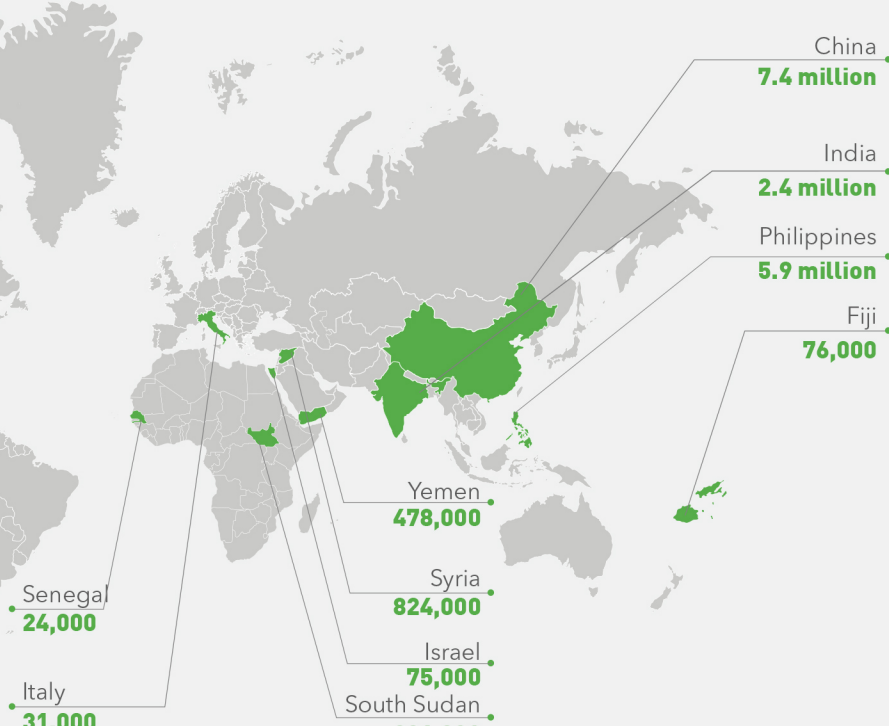 China
7.4 million
India
2.4 million
Philippines
5.9 million
Fiji
76,000
Yemen
478,000
Syria
824,000
Israel
75,000
South Sudan
Senegal
24,000
Italy
31,000